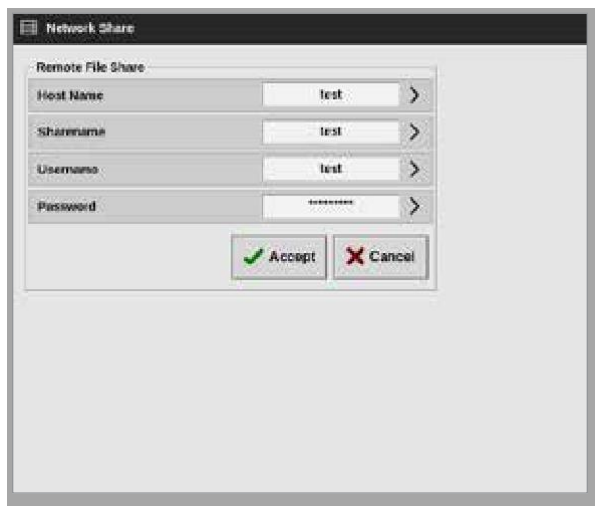 Network Share
Remote File Share
Host Name test
Sharename test
Username test
Password *********
Accept Cancel